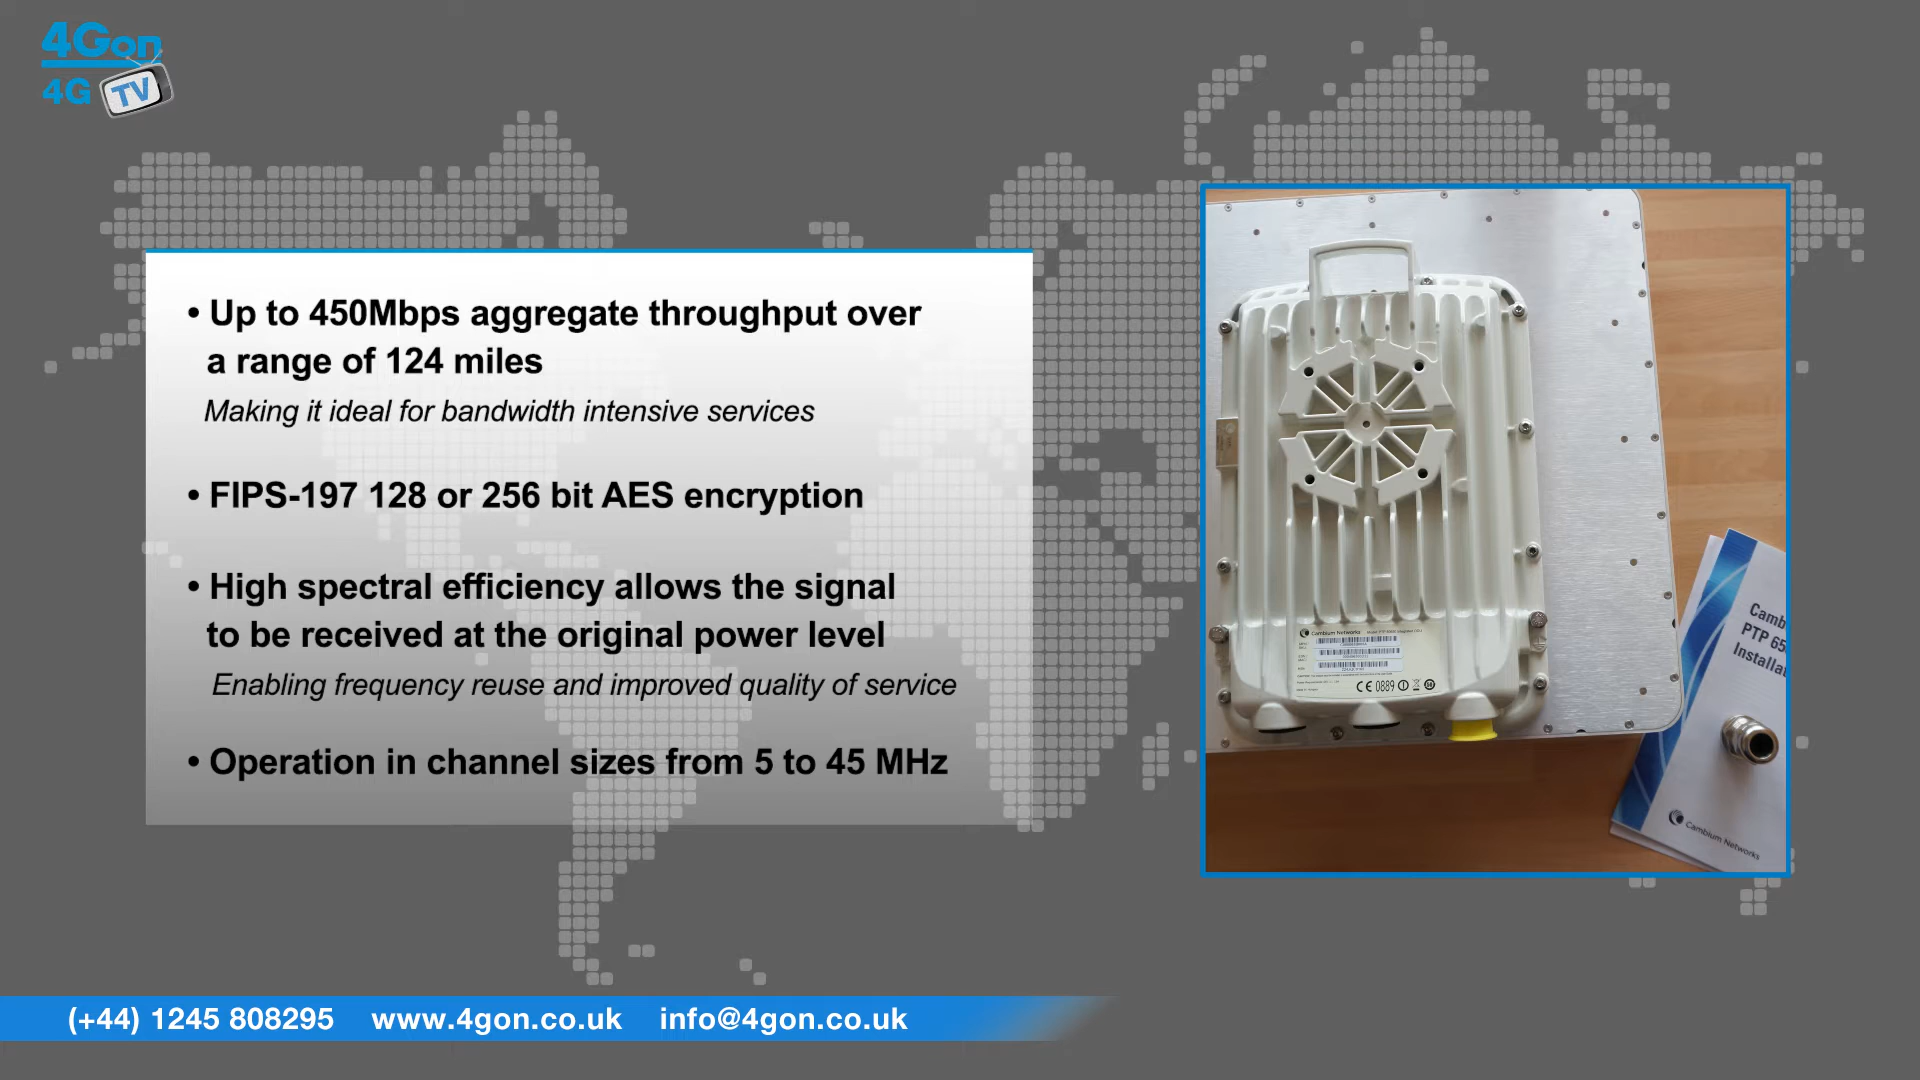 4Gon
4G TV
• Up to 450Mbps aggregate throughput over
a range of 124 miles
Making it ideal for bandwidth intensive services
• FIPS-197 128 or 256 bit AES encryption
• High spectral efficiency allows the signal
to be received at the original power level
Enabling frequency reuse and improved quality of service
• Operation in channel sizes from 5 to 45 MHz
Cambium Networks
CE 0889
Camb
PTP 65
Installa
Cambium Networks
(+44) 1245 808295 www.4gon.co.uk info@4gon.co.uk